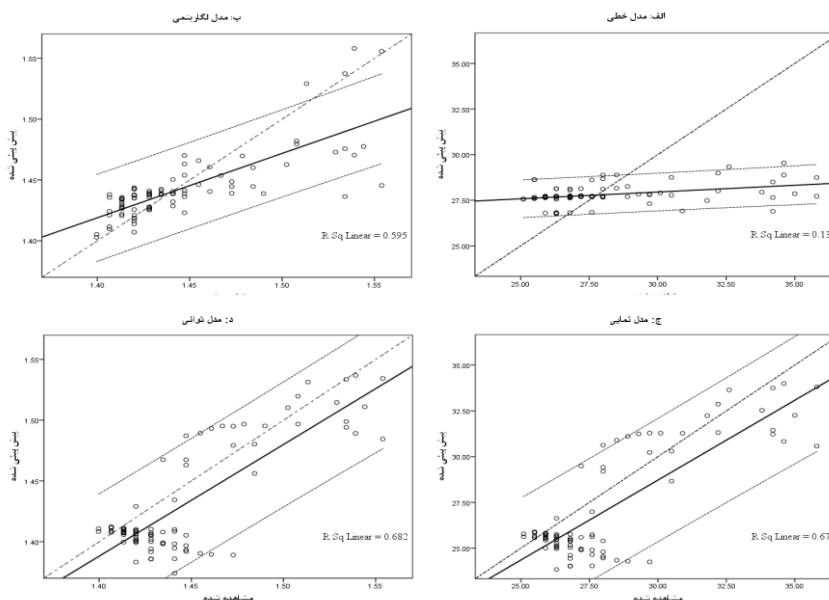 الف: مدل خطی
پیش بینی شده
35.00
32.50
30.00
27.50
25.00
R Sq Linear = 0.13
25.00 27.50 30.00 32.50 35.00
ب: مدل لگاریتمی
پیش بینی شده
1.55
1.50
1.45
1.40
R Sq Linear = 0.595
1.40 1.45 1.50 1.55
ج: مدل نمایی
پیش بینی شده
35.00
32.50
30.00
27.50
25.00
R Sq Linear = 0.67
25.00 27.50 30.00 32.50 35.00
مشاهده شده
د: مدل توانی
پیش بینی شده
1.55
1.50
1.45
1.40
R Sq Linear = 0.682
1.40 1.45 1.50 1.55
مشاهده شده